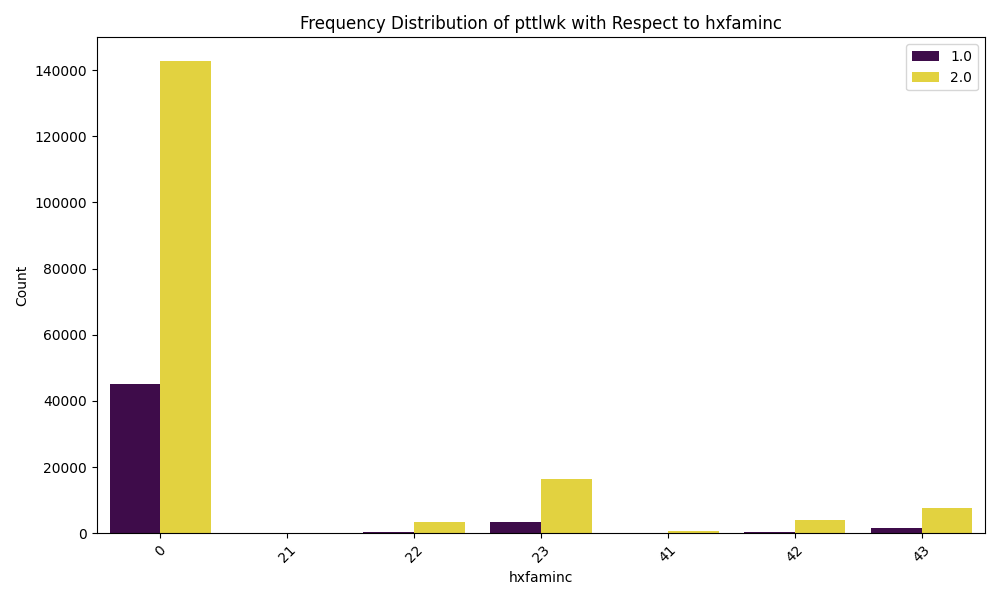 Frequency Distribution of pttlwk with Respect to hxfaminc
1.0
2.0
140000
120000
100000
80000
60000
40000
20000
0
Count
0 21 22 23 41 42 43
hxfaminc